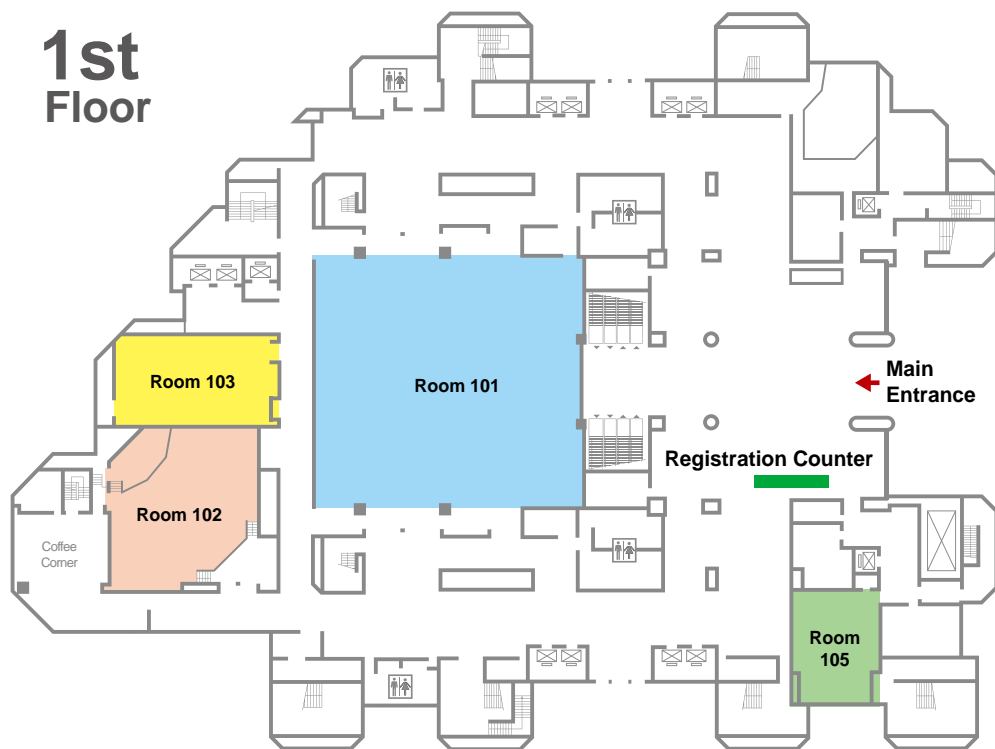 1st
Floor
Room 103
Room 101
Main
Entrance
Registration Counter
Room 102
Coffee
Corner
Room
105